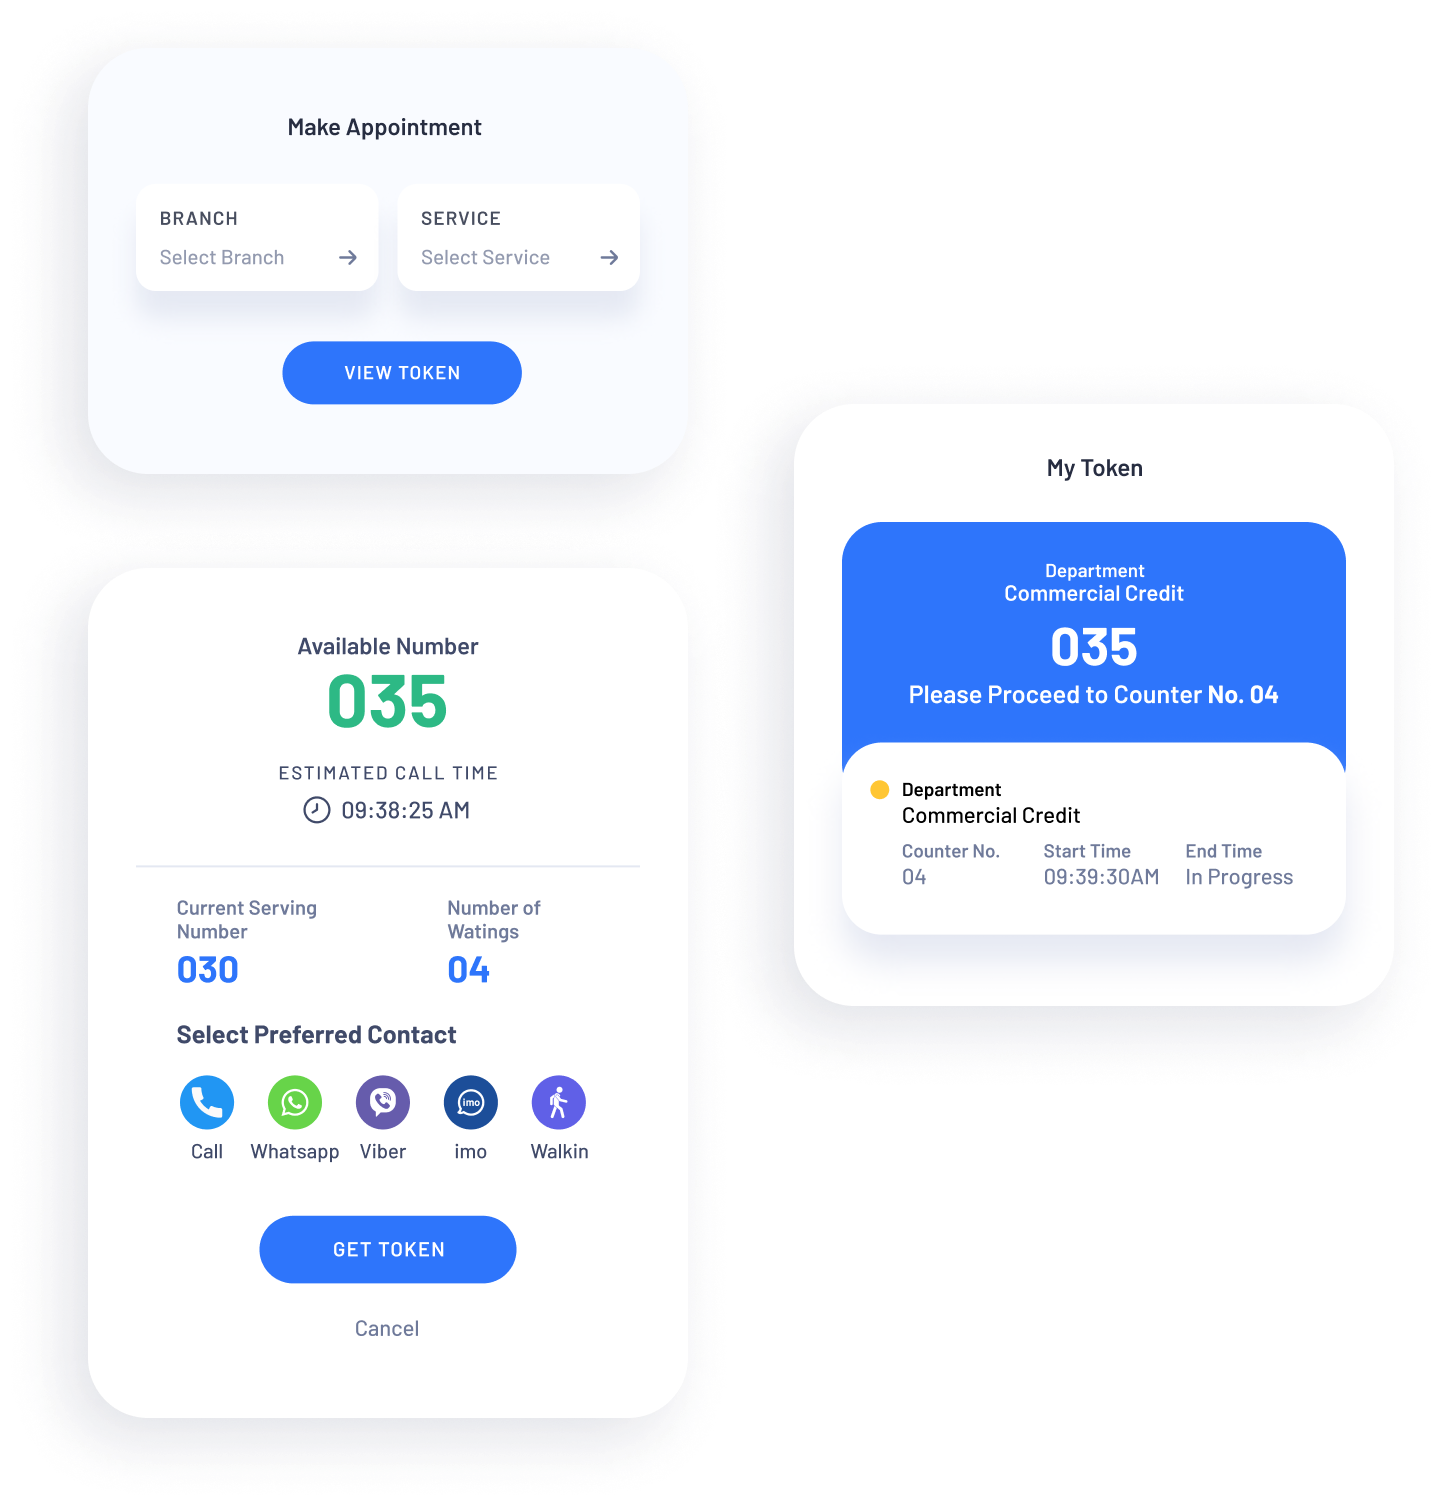 Make Appointment
BRANCH
Select Branch
SERVICE
Select Service
VIEW TOKEN
Available Number
035
ESTIMATED CALL TIME
09:38:25 AM
Current Serving
Number
030
Number of
Watings
04
Select Preferred Contact
imo
Call Whatsapp Viber imo Walkin
GET TOKEN
Cancel
My Token
Department
Commercial Credit
035
Please Proceed to Counter No. 04
Department
Commercial Credit
Counter No. Start Time End Time
04 09:39:30AM In Progress